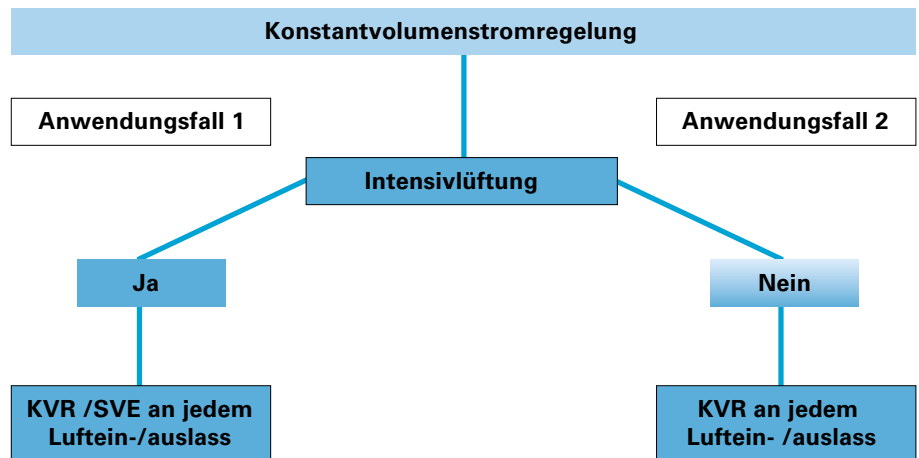 Konstantvolumenstromregelung
Anwendungsfall 1
Anwendungsfall 2
Intensivlüftung
Ja
Nein
KVR /SVE an jedem
Luftein-/auslass
KVR an jedem
Luftein- /auslass